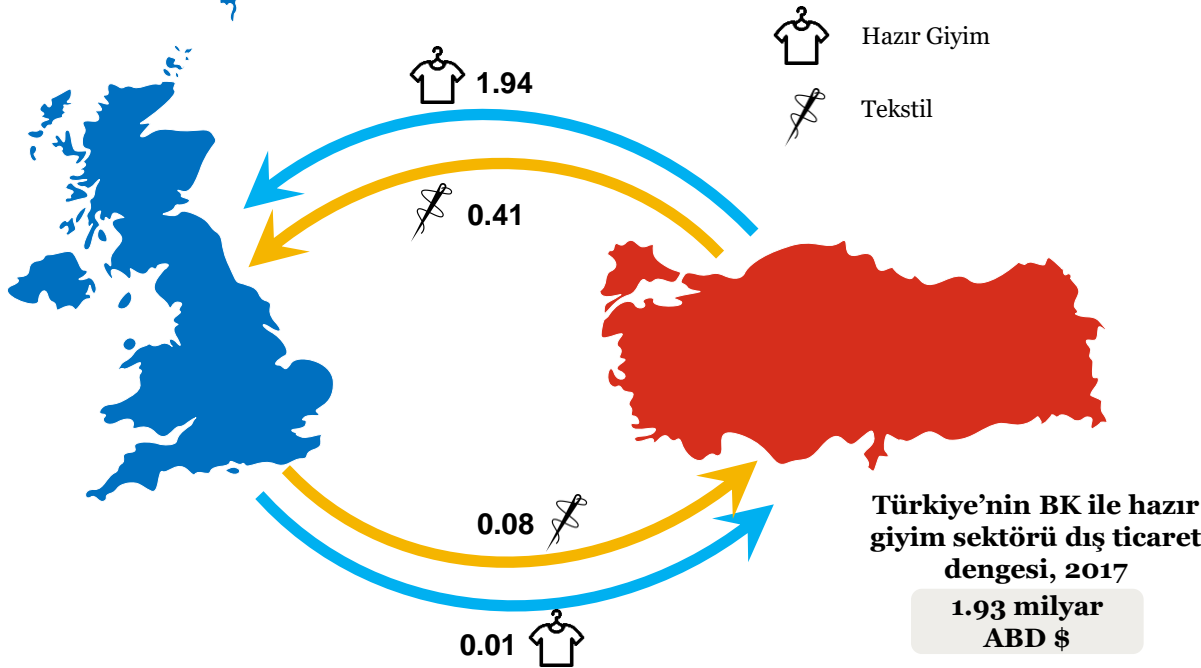 Hazır Giyim
Tekstil
1.94
0.41
0.08
0.01
Türkiye’nin BK ile hazır
giyim sektörü dış ticaret
dengesi, 2017
1.93 milyar
ABD $